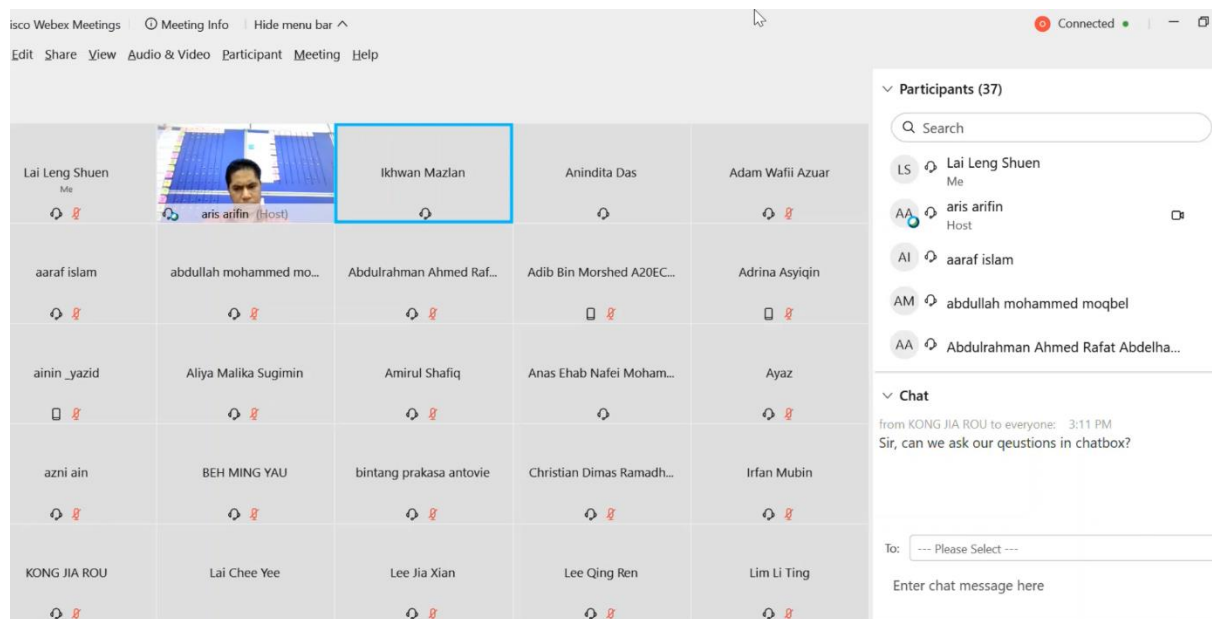 isco Webex Meetings Meeting Info Hide menu bar Connected
Edit Share View Audio & Video Participant Meeting Help
Lai Leng Shuen
Me
aris arifin (Host)
Ikhwan Mazlan
Anindita Das
Adam Wafii Azuar
aaraf islam
abdullah mohammed mo...
Abdulrahman Ahmed Raf...
Adib Bin Morshed A20EC...
Adrina Asyiqin
ainin _yazid
Aliya Malika Sugimin
Amirul Shafiq
Anas Ehab Nafei Moham...
Ayaz
azni ain
BEH MING YAU
bintang prakasa antovie
Christian Dimas Ramadh...
Irfan Mubin
KONG JIA ROU
Lai Chee Yee
Lee Jia Xian
Lee Qing Ren
Lim Li Ting
Participants (37)
Search
LS Lai Leng Shuen
Me
AA aris arifin
Host
AI aaraf islam
AM abdullah mohammed moqbel
AA Abdulrahman Ahmed Rafat Abdelha...
Chat
from KONG JIA ROU to everyone: 3:11 PM
Sir, can we ask our qeustions in chatbox?
To: --- Please Select ---
Enter chat message here